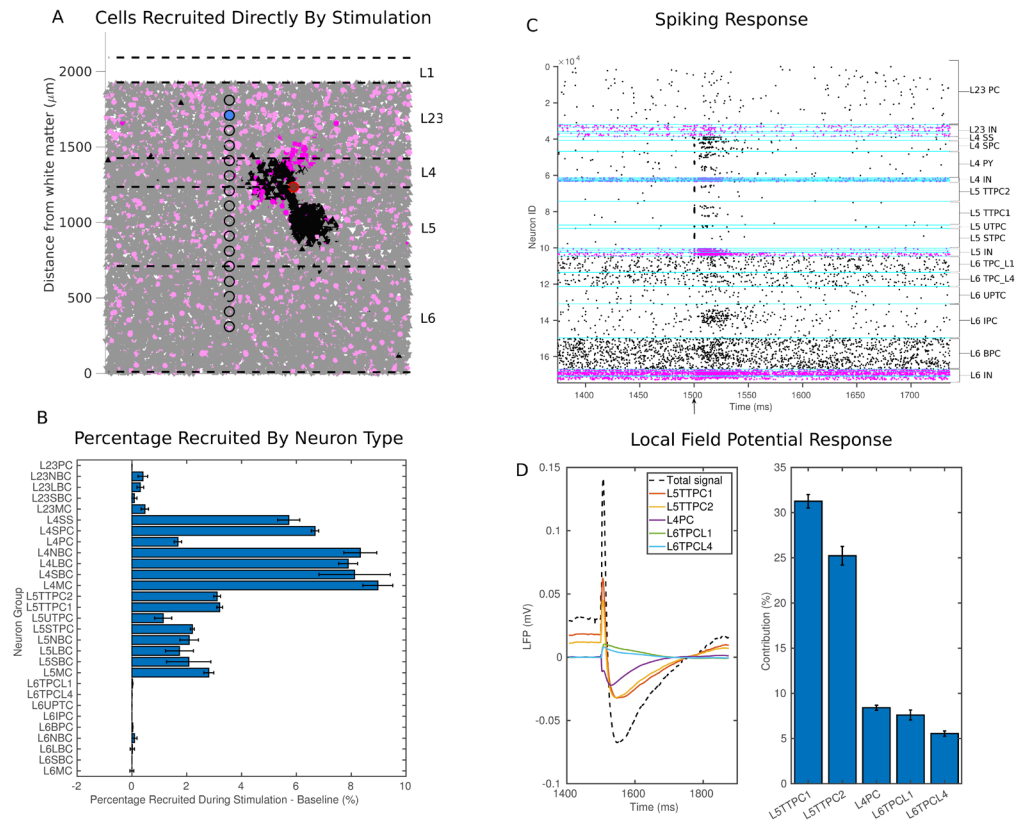 A
Cells Recruited Directly By Stimulation
Distance from white matter (μm)
2000
1500
1000
500
0
L1
L23
L4
L5
L6
C
Spiking Response
×10⁴
Neuron ID
0
2
4
6
8
10
12
14
16
L23 PC
L23 IN
L4 SS
L4 SPC
L4 PY
L4 IN
L5 TTPC2
L5 TTPC1
L5 UTPC
L5 STPC
L5 IN
L6 TPC_L1
L6 TPC_L4
L6 UPTC
L6 IPC
L6 BPC
L6 IN
1400
1450
1500
1550
1600
1650
1700
Time (ms)
B
Percentage Recruited By Neuron Type
Neuron Group
L23PC
L23NBC
L23LBC
L23SBC
L23MC
L4SS
L4SPC
L4PC
L4NBC
L4LBC
L4SBC
L4MC
L5TTPC2
L5TTPC1
L5UTPC
L5STPC
L5NBC
L5LBC
L5SBC
L5MC
L6TPCL1
L6TPCL4
L6UPTC
L6IPC
L6BPC
L6NBC
L6LBC
L6SBC
L6MC
-2
0
2
4
6
8
10
Percentage Recruited During Stimulation - Baseline (%)
Local Field Potential Response
D
LFP (mV)
0.15
0.1
0.05
0
-0.05
-0.1
Total signal
L5TTPC1
L5TTPC2
L4PC
L6TPCL1
L6TPCL4
1400
1600
1800
Time (ms)
Contribution (%)
35
30
25
20
15
10
5
0
L5TTPC1
L5TTPC2
L4PC
L6TPCL1
L6TPCL4